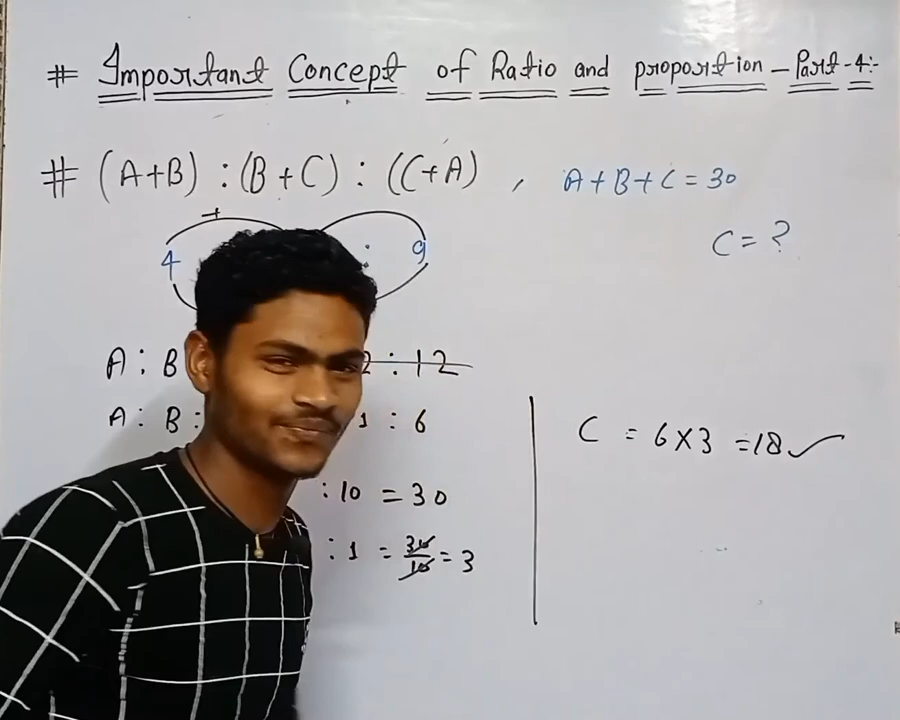 # Important Concept of Ratio and proportion - Part-4:-
# (A+B) : (B+C) : (C+A) , A+B+C = 30
C = ?
+
4 : 9
A : B 2 : 12
A : B : 1 : 6
C = 6×3 = 18 ✓
: 10 = 30
: 1 = 30/10 = 3